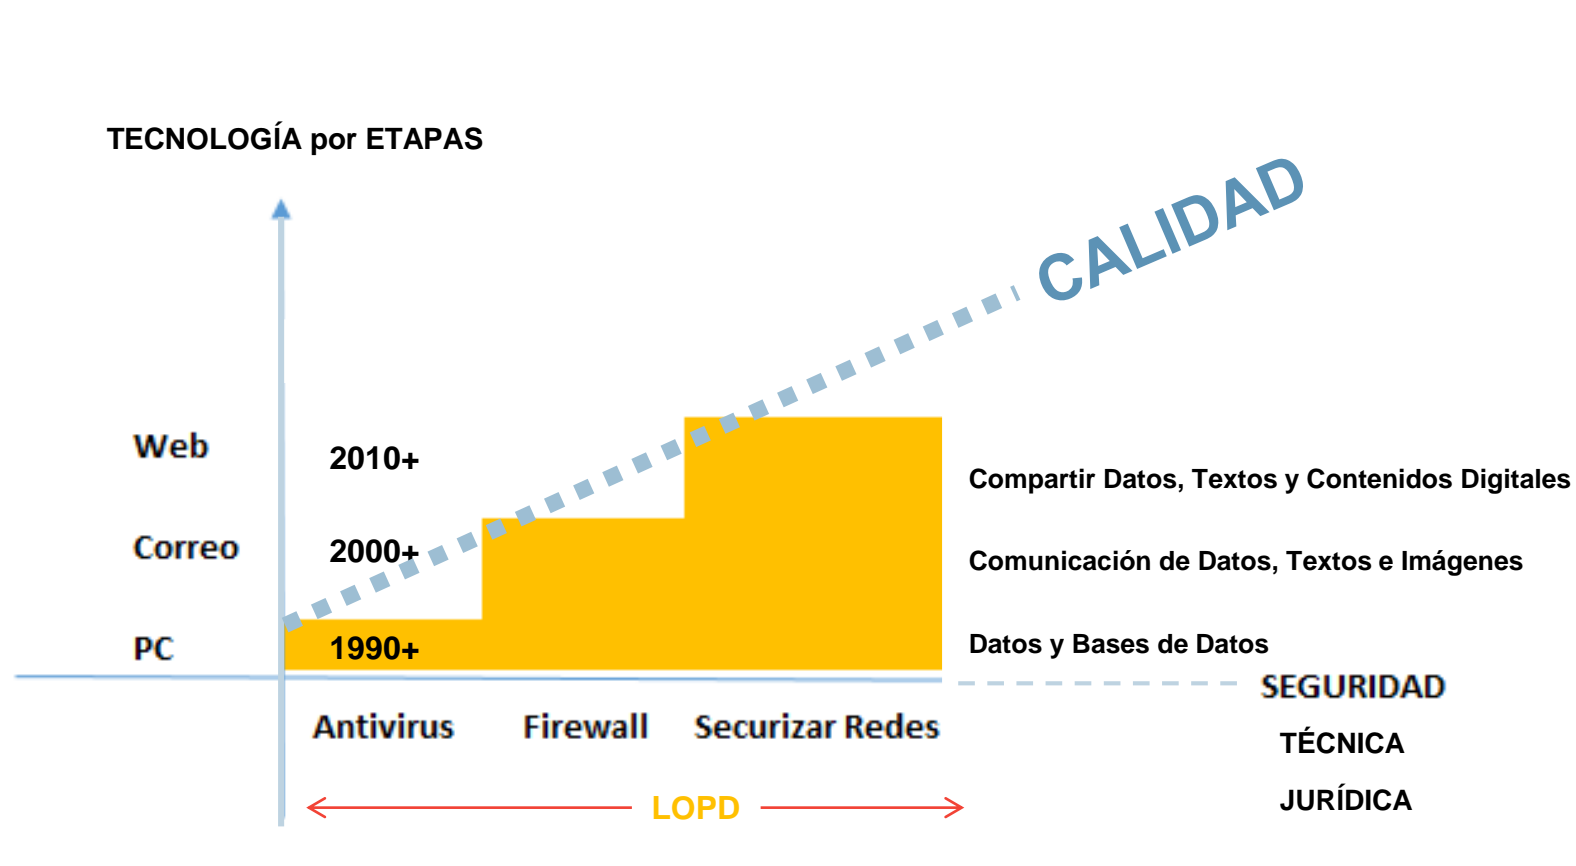 TECNOLOGÍA por ETAPAS
CALIDAD
Web
2010+
Compartir Datos, Textos y Contenidos Digitales
Correo
2000+
Comunicación de Datos, Textos e Imágenes
PC
1990+
Datos y Bases de Datos
SEGURIDAD
Antivirus
Firewall
Securizar Redes
TÉCNICA
LOPD
JURÍDICA